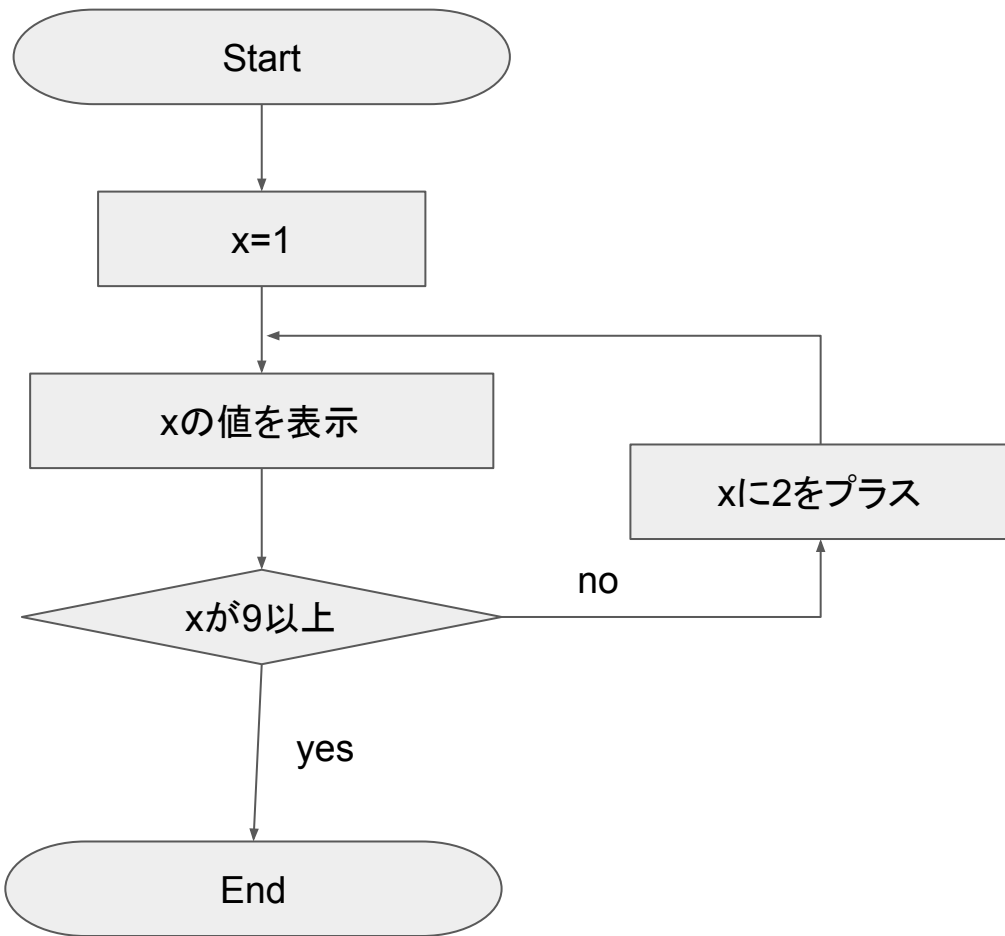 Start
x=1
xの値を表示
xに2をプラス
xが9以上
no
yes
End